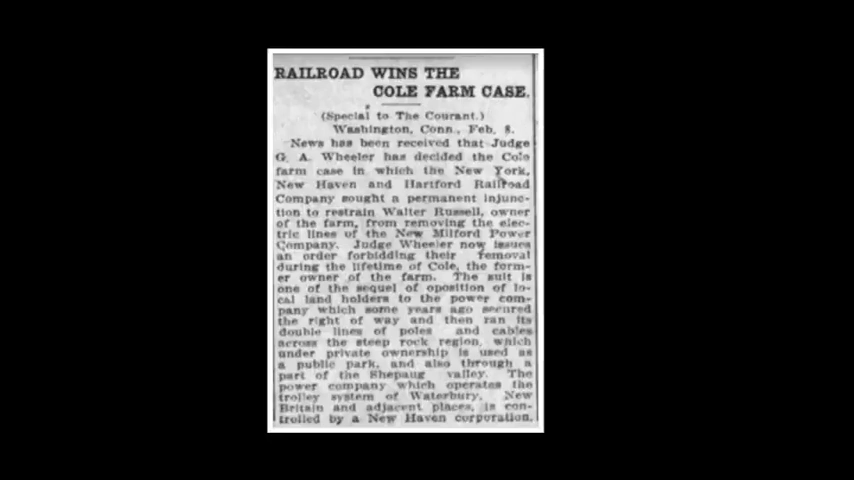 RAILROAD WINS THE
COLE FARM CASE.
(Special to The Courant.)
Washington, Conn., Feb. 8.
News has been received that Judge
G. A. Wheeler has decided the Cole
farm case in which the New York,
New Haven and Hartford Railroad
Company sought a permanent injunc-
tion to restrain Walter Russell, owner
of the farm, from removing the elec-
tric lines of the New Milford Power
Company. Judge Wheeler now issues
an order forbidding their removal
during the lifetime of Cole, the form-
er owner of the farm. The suit is
one of the sequel of oposition of lo-
cal land holders to the power com-
pany which some years ago secured
the right of way and then ran its
double lines of poles and cables
across the steep rock region, which
under private ownership is used as
a public park, and also through a
part of the Shepaug valley. The
power company which operates the
trolley system of Waterbury, New
Britain and adjacent places, is con-
trolled by a New Haven corporation.